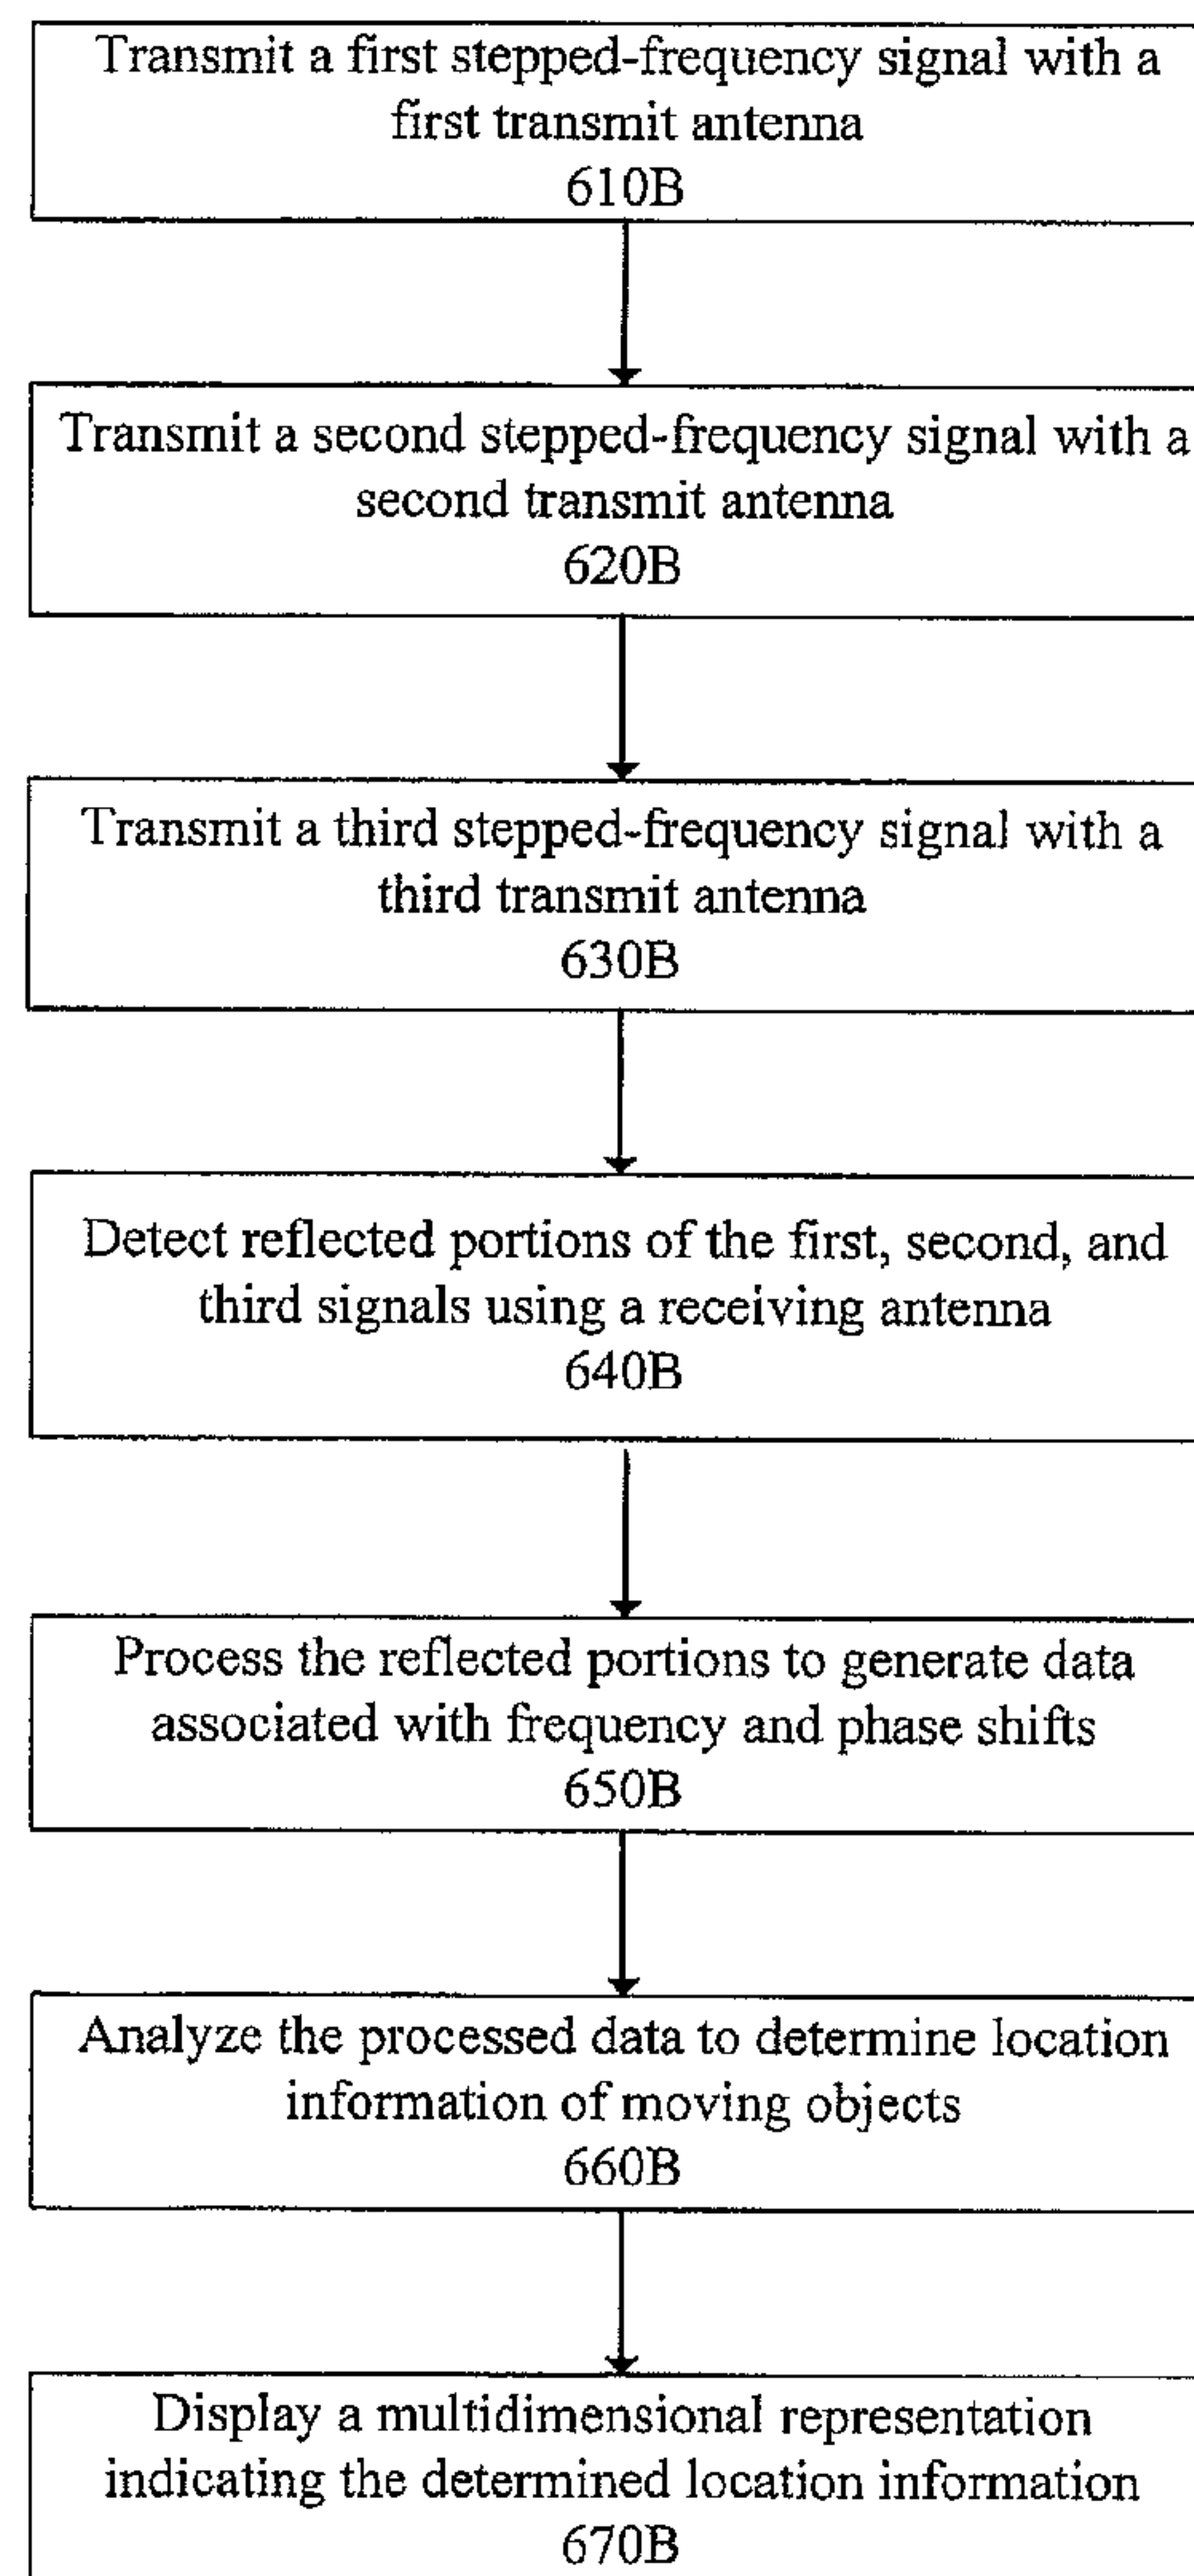 Transmit a first stepped-frequency signal with a
first transmit antenna
610B
Transmit a second stepped-frequency signal with a
second transmit antenna
620B
Transmit a third stepped-frequency signal with a
third transmit antenna
630B
Detect reflected portions of the first, second, and
third signals using a receiving antenna
640B
Process the reflected portions to generate data
associated with frequency and phase shifts
650B
Analyze the processed data to determine location
information of moving objects
660B
Display a multidimensional representation
indicating the determined location information
670B